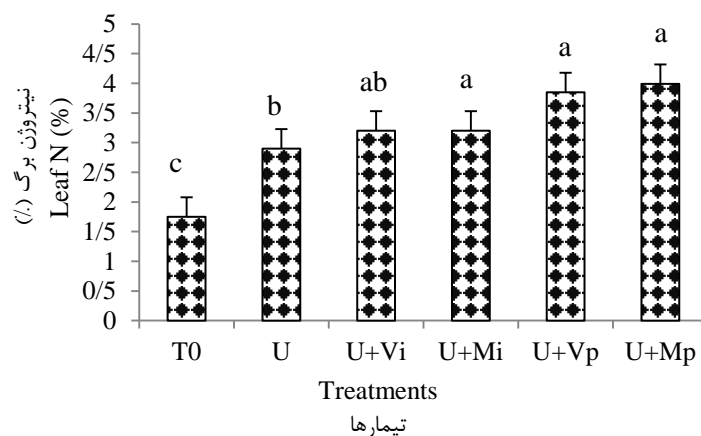 نیتروژن برگ (٪)
Leaf N (%)
5
4/5
4
3/5
3
2/5
2
1/5
1
0/5
0
c
b
ab
a
a
a
T0 U U+Vi U+Mi U+Vp U+Mp
Treatments
تیمارها